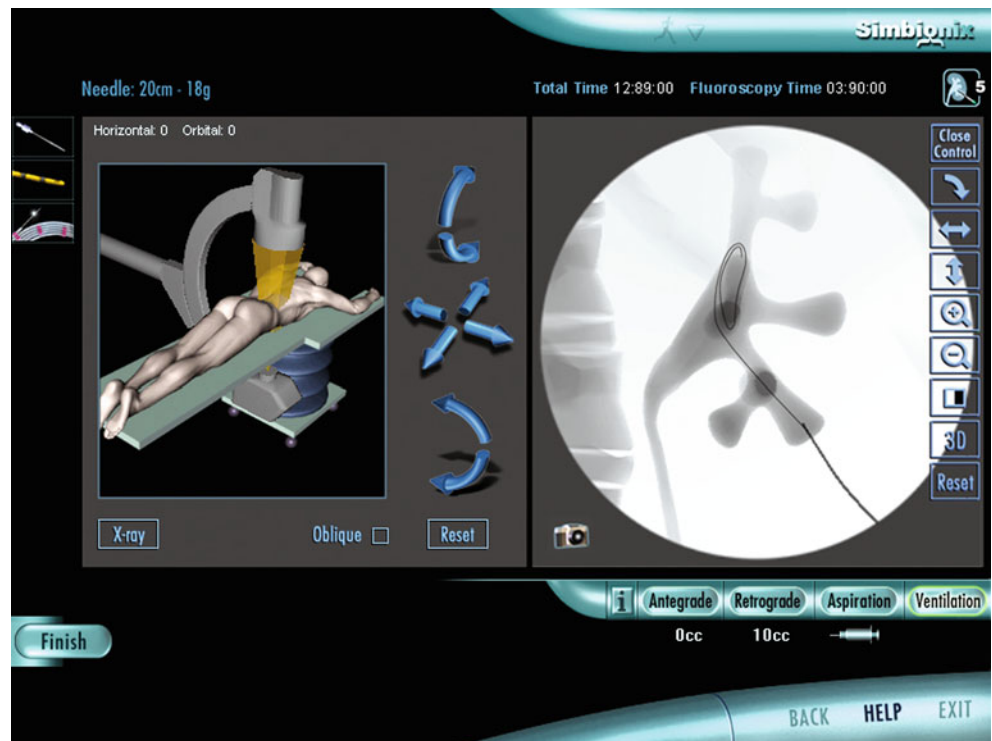 Simbionix
Needle: 20cm - 18g
Total Time 12:89:00 Fluoroscopy Time 03:90:00
5
Horizontal: 0 Orbital: 0
Close
Control
3D
Reset
X-ray
Oblique
Reset
i
Antegrade
Retrograde
Aspiration
Ventilation
0cc
10cc
Finish
BACK
HELP
EXIT